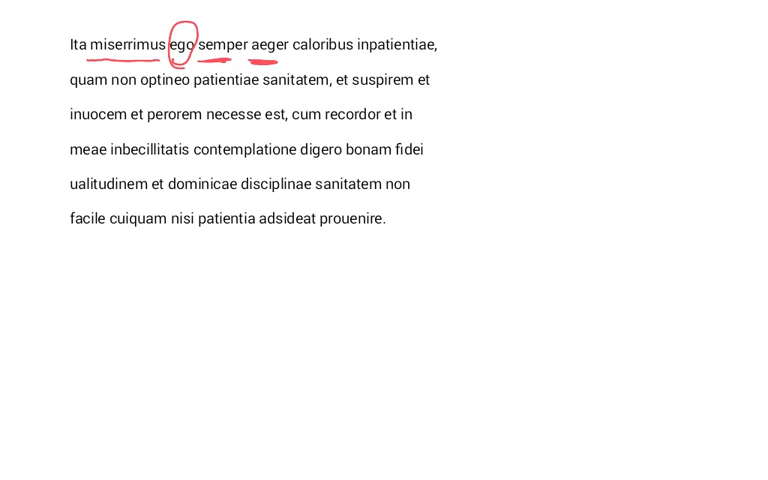 Ita miserrimus ego semper aeger caloribus inpatientiae,
quam non optineo patientiae sanitatem, et suspirem et
inuocem et perorem necesse est, cum recordor et in
meae inbecillitatis contemplatione digero bonam fidei
ualitudinem et dominicae disciplinae sanitatem non
facile cuiquam nisi patientia adsideat prouenire.